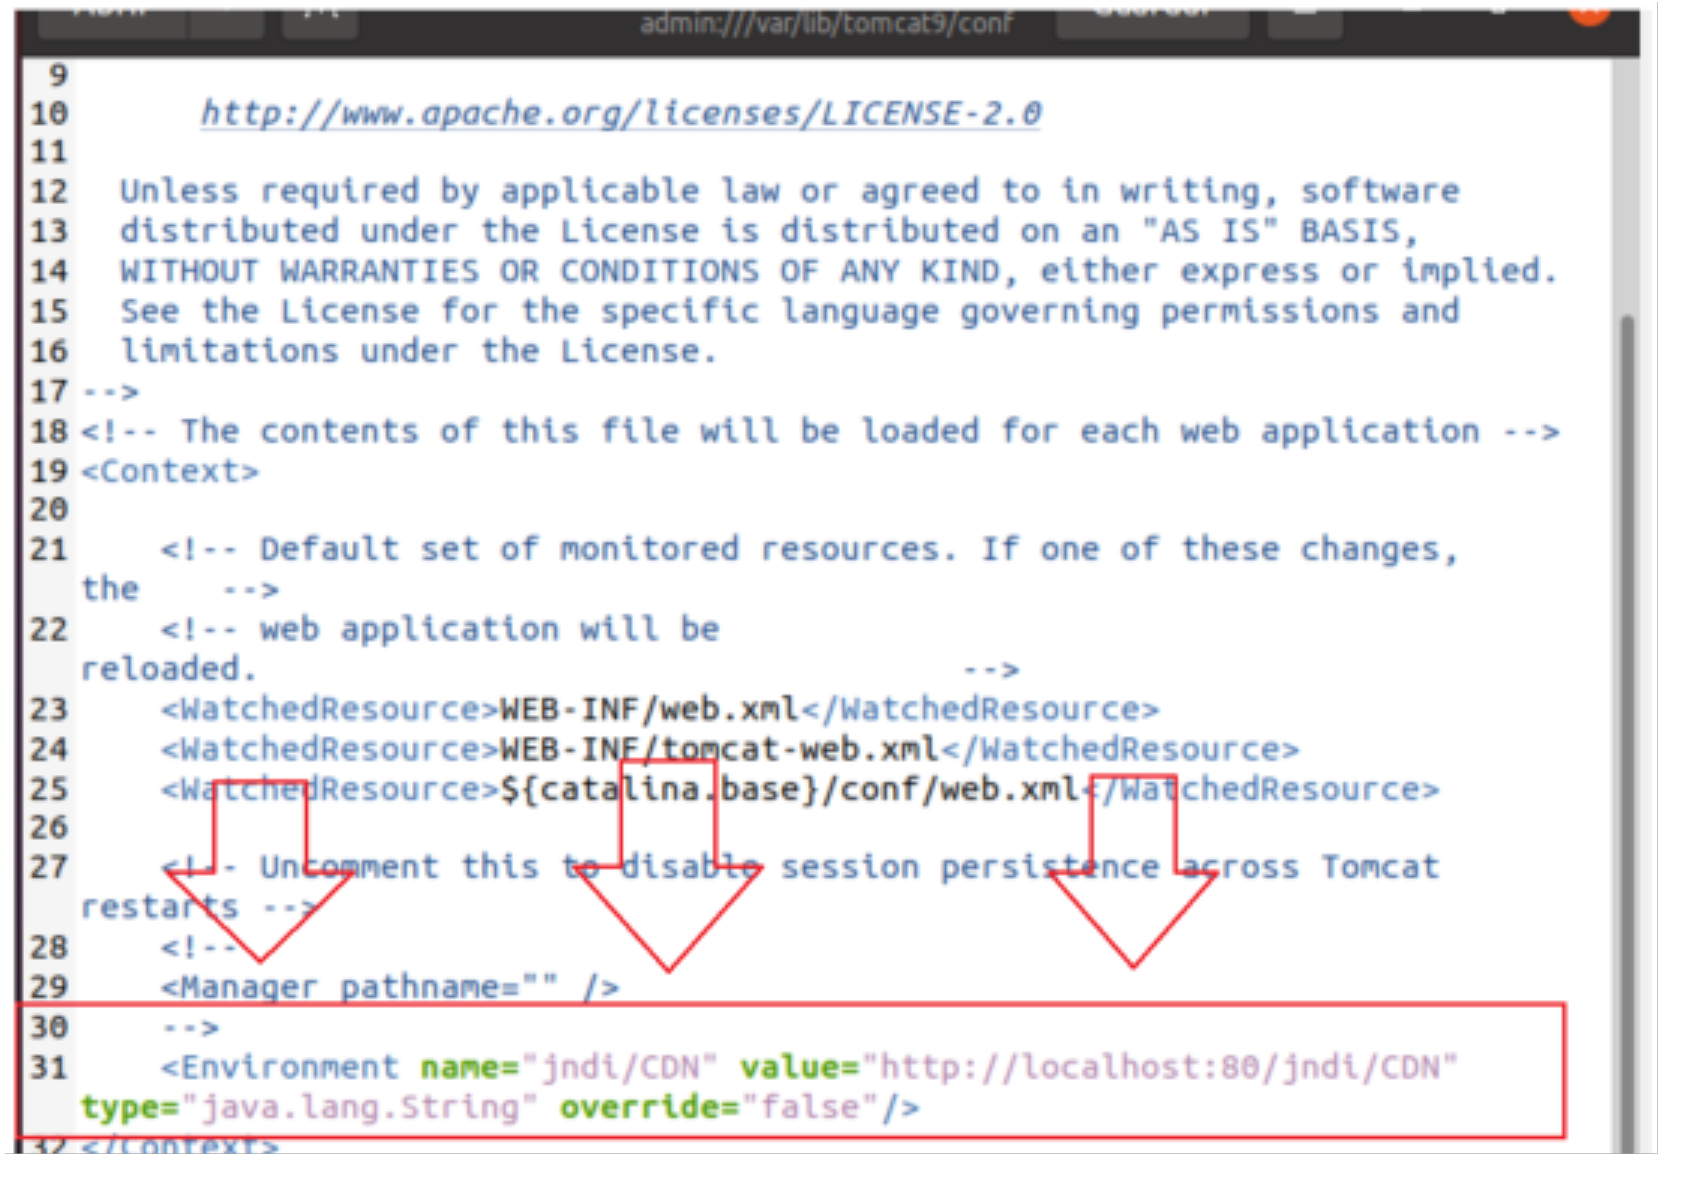 admin:///var/lib/tomcat9/conf
9
10 http://www.apache.org/licenses/LICENSE-2.0
11
12 Unless required by applicable law or agreed to in writing, software
13 distributed under the License is distributed on an "AS IS" BASIS,
14 WITHOUT WARRANTIES OR CONDITIONS OF ANY KIND, either express or implied.
15 See the License for the specific language governing permissions and
16 limitations under the License.
17 -->
18 <!-- The contents of this file will be loaded for each web application -->
19 <Context>
20
21 <!-- Default set of monitored resources. If one of these changes,
the -->
22 <!-- web application will be
reloaded. -->
23 <WatchedResource>WEB-INF/web.xml</WatchedResource>
24 <WatchedResource>WEB-INF/tomcat-web.xml</WatchedResource>
25 <WatchedResource>${catalina.base}/conf/web.xml</WatchedResource>
26
27 <!-- Uncomment this to disable session persistence across Tomcat
restarts -->
28 <!--
29 <Manager pathname="" />
30 -->
31 <Environment name="jndi/CDN" value="http://localhost:80/jndi/CDN"
type="java.lang.String" override="false"/>
32 </Context>